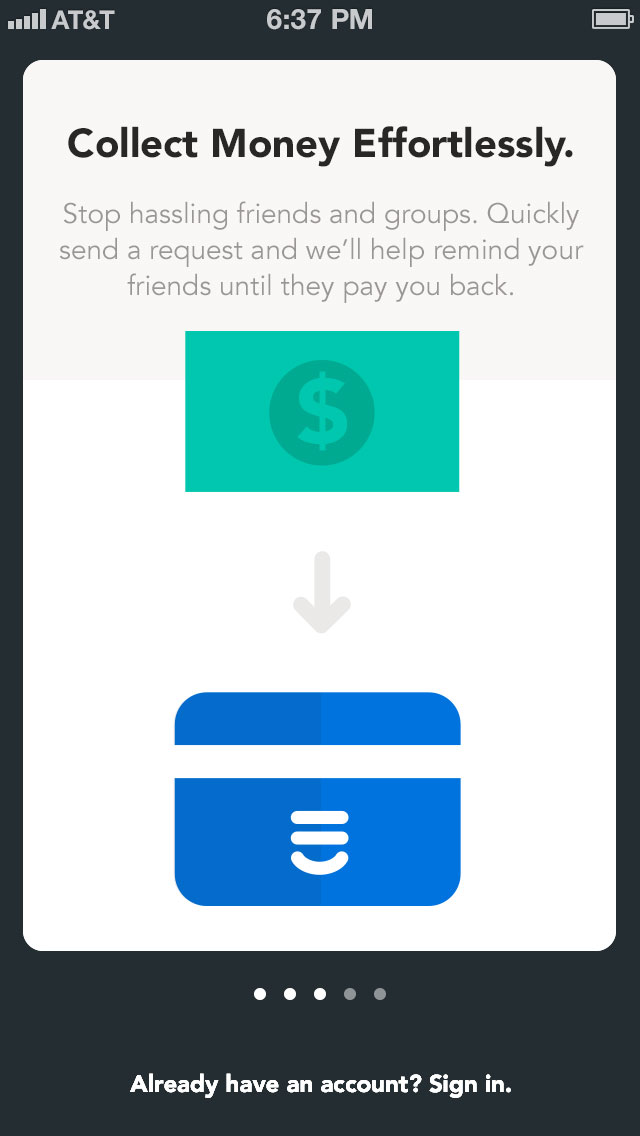 AT&T 6:37 PM
Collect Money Effortlessly.
Stop hassling friends and groups. Quickly
send a request and we’ll help remind your
friends until they pay you back.
$
Already have an account? Sign in.